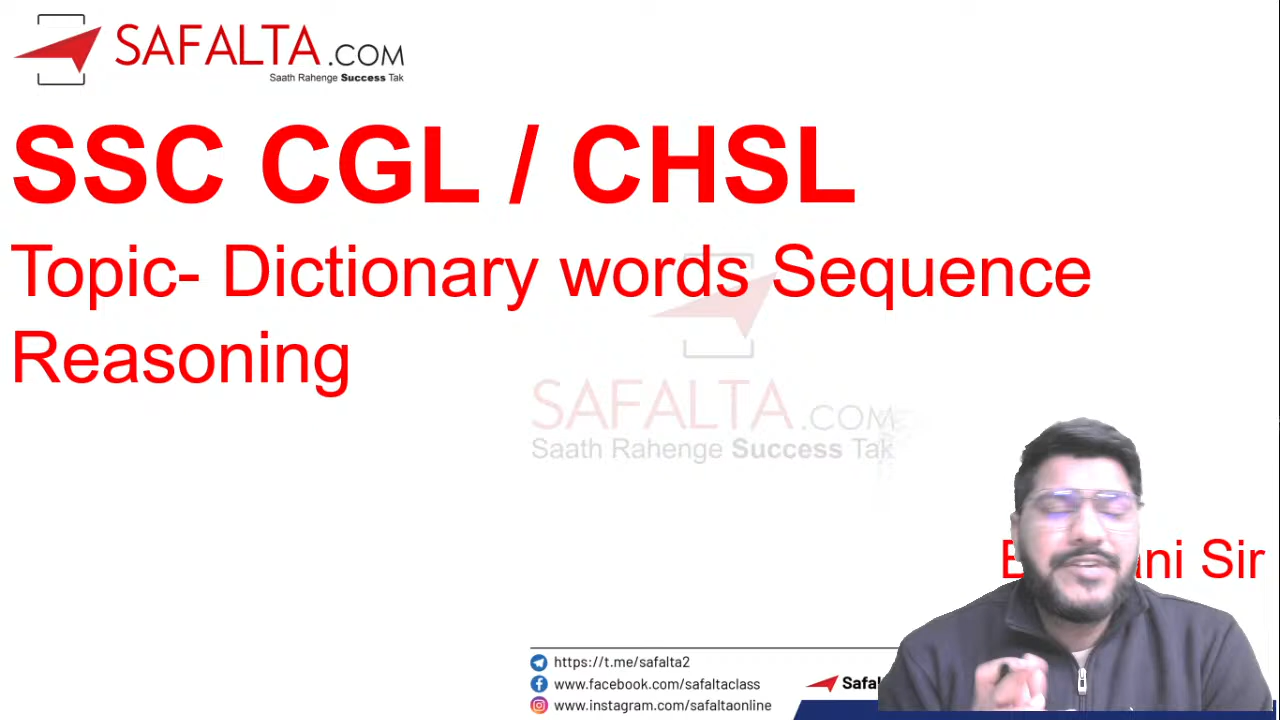 SAFALTA.COM
Saath Rahenge Success Tak
SSC CGL / CHSL
Topic- Dictionary words Sequence
Reasoning
SAFALTA.COM
Saath Rahenge Success Tak
Sir
https://t.me/safalta2
www.facebook.com/safaltaclass
www.instagram.com/safaltaonline